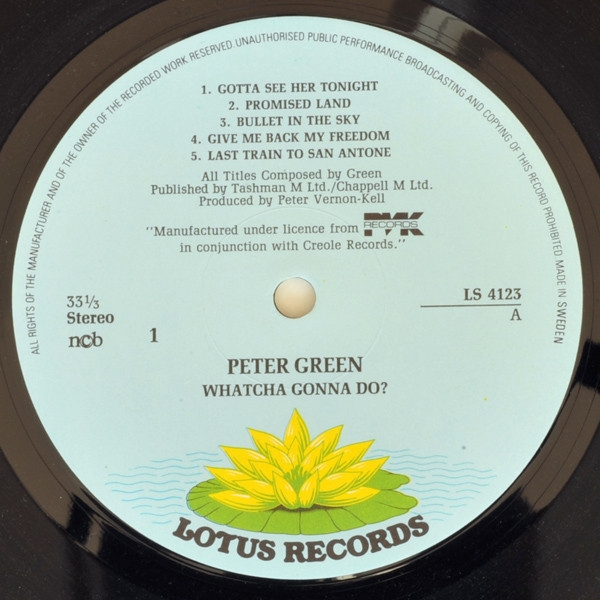 ALL RIGHTS OF THE MANUFACTURER AND OF THE OWNER OF THE RECORDED WORK RESERVED. UNAUTHORISED PUBLIC PERFORMANCE BROADCASTING AND COPYING OF THIS RECORD PROHIBITED. MADE IN SWEDEN
1. GOTTA SEE HER TONIGHT
2. PROMISED LAND
3. BULLET IN THE SKY
4. GIVE ME BACK MY FREEDOM
5. LAST TRAIN TO SAN ANTONE
All Titles Composed by Green
Published by Tashman M Ltd./Chappell M Ltd.
Produced by Peter Vernon-Kell
"Manufactured under licence from PVK RECORDS
in conjunction with Creole Records."
33 1/3
Stereo
ncb
1
LS 4123
A
PETER GREEN
WHATCHA GONNA DO?
LOTUS RECORDS